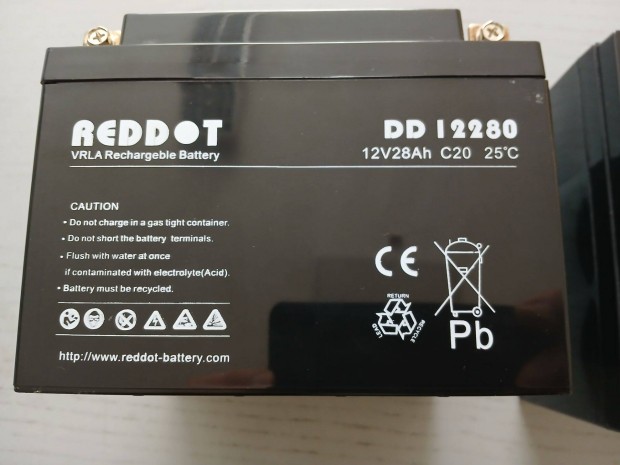 REDDOT
VRLA Rechargeble Battery
DD 12280
12V28Ah C20 25℃
CAUTION
• Do not charge in a gas tight container.
• Do not short the battery terminals.
• Flush with water at once
if contaminated with electrolyte(Acid).
• Battery must be recycled.
http://www.reddot-battery.com
CE
RETURN
LEAD
RECYCLE
Pb